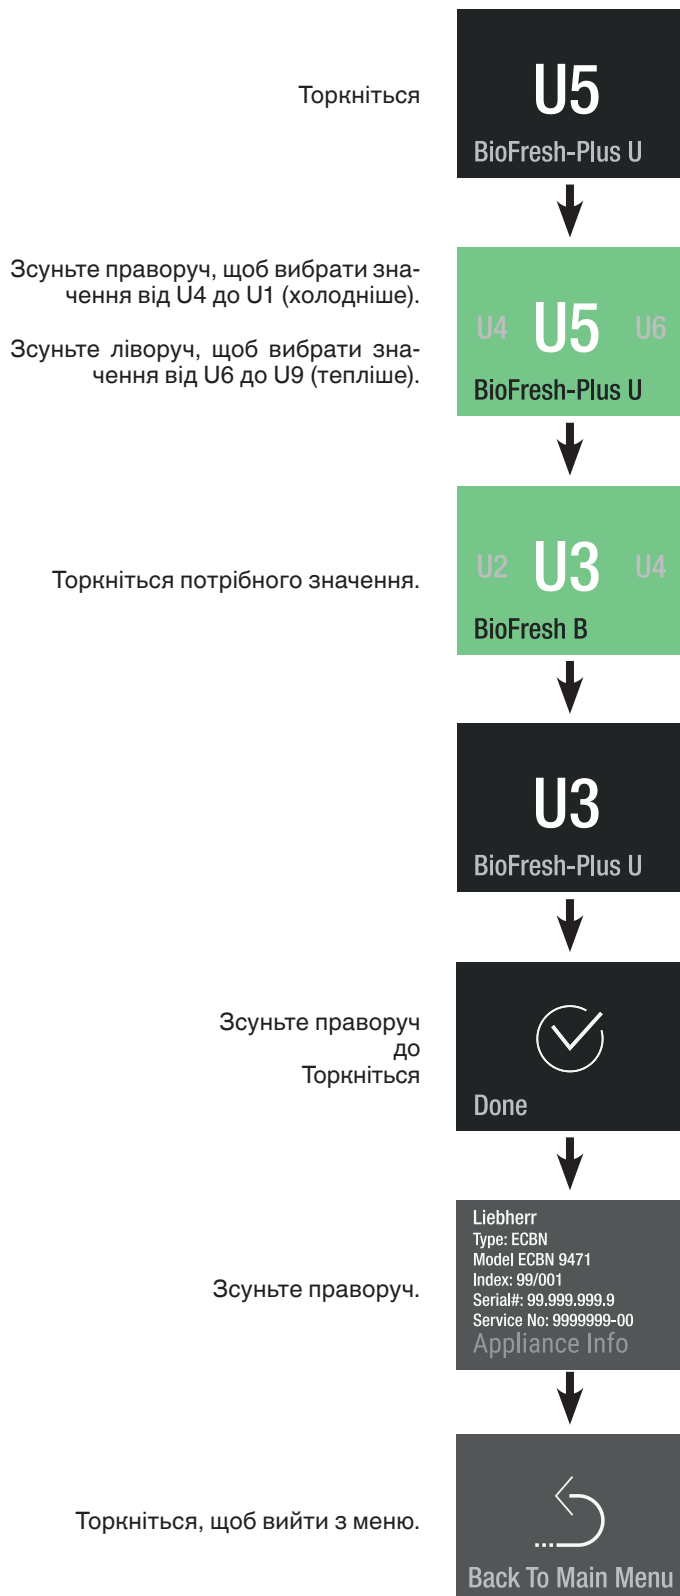 Торкніться
U5
BioFresh-Plus U
Зсуньте праворуч, щоб вибрати зна-
чення від U4 до U1 (холодніше).
Зсуньте ліворуч, щоб вибрати зна-
чення від U6 до U9 (тепліше).
U4 U5 U6
BioFresh-Plus U
Торкніться потрібного значення.
U2 U3 U4
BioFresh B
U3
BioFresh-Plus U
Зсуньте праворуч
до
Торкніться
Done
Зсуньте праворуч.
Liebherr
Type: ECBN
Model ECBN 9471
Index: 99/001
Serial#: 99.999.999.9
Service No: 9999999-00
Appliance Info
Торкніться, щоб вийти з меню.
Back To Main Menu